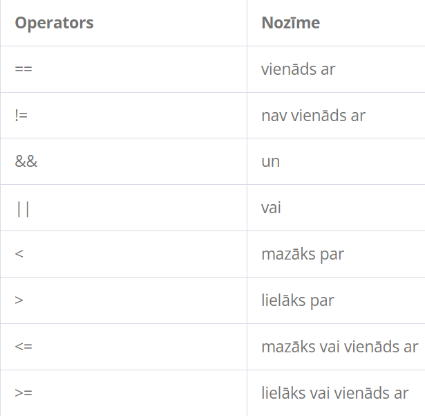 Operators Nozīme
== vienāds ar
!= nav vienāds ar
&& un
|| vai
< mazāks par
> lielāks par
<= mazāks vai vienāds ar
>= lielāks vai vienāds ar